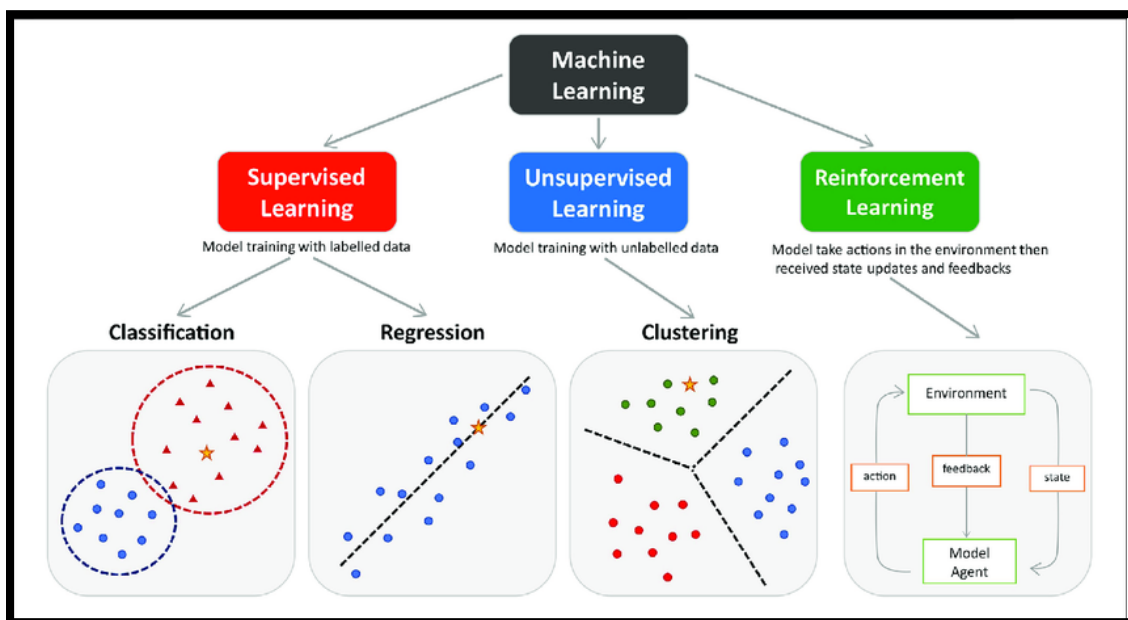 Machine
Learning
Supervised
Learning
Unsupervised
Learning
Reinforcement
Learning
Model training with labelled data
Model training with unlabelled data
Model take actions in the environment then
received state updates and feedbacks
Classification
Regression
Clustering
Environment
action
feedback
state
Model
Agent